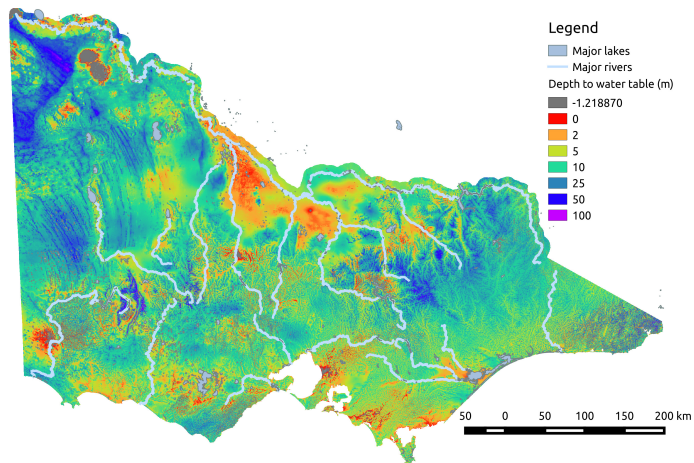 Legend
Major lakes
Major rivers
Depth to water table (m)
-1.218870
0
2
5
10
25
50
100
50 0 50 100 150 200 km